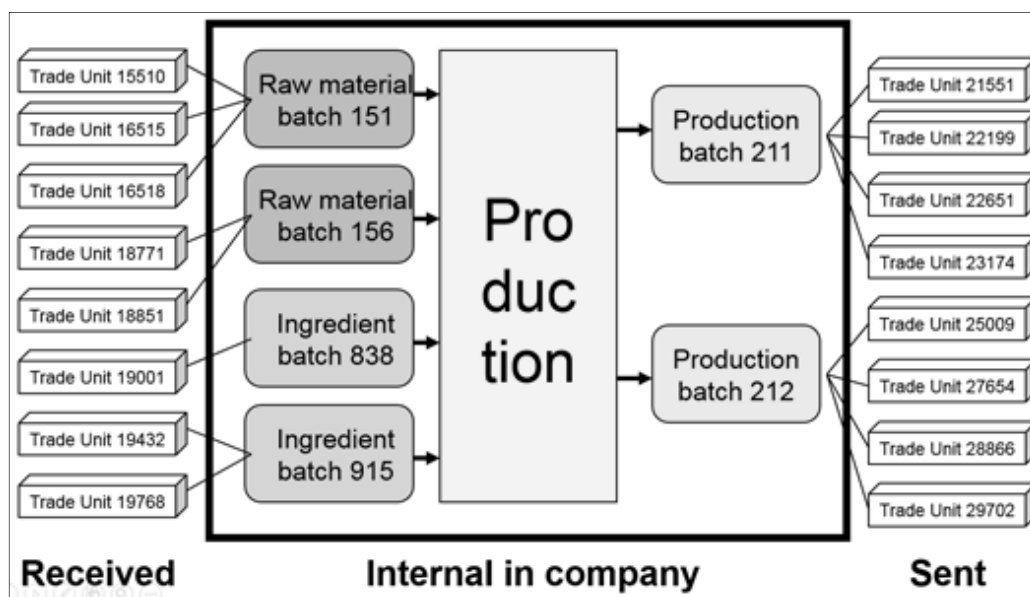 Trade Unit 15510
Trade Unit 16515
Trade Unit 16518
Trade Unit 18771
Trade Unit 18851
Trade Unit 19001
Trade Unit 19432
Trade Unit 19768
Received
Raw material
batch 151
Raw material
batch 156
Ingredient
batch 838
Ingredient
batch 915
Pro
duc
tion
Production
batch 211
Production
batch 212
Internal in company
Trade Unit 21551
Trade Unit 22199
Trade Unit 22651
Trade Unit 23174
Trade Unit 25009
Trade Unit 27654
Trade Unit 28866
Trade Unit 29702
Sent